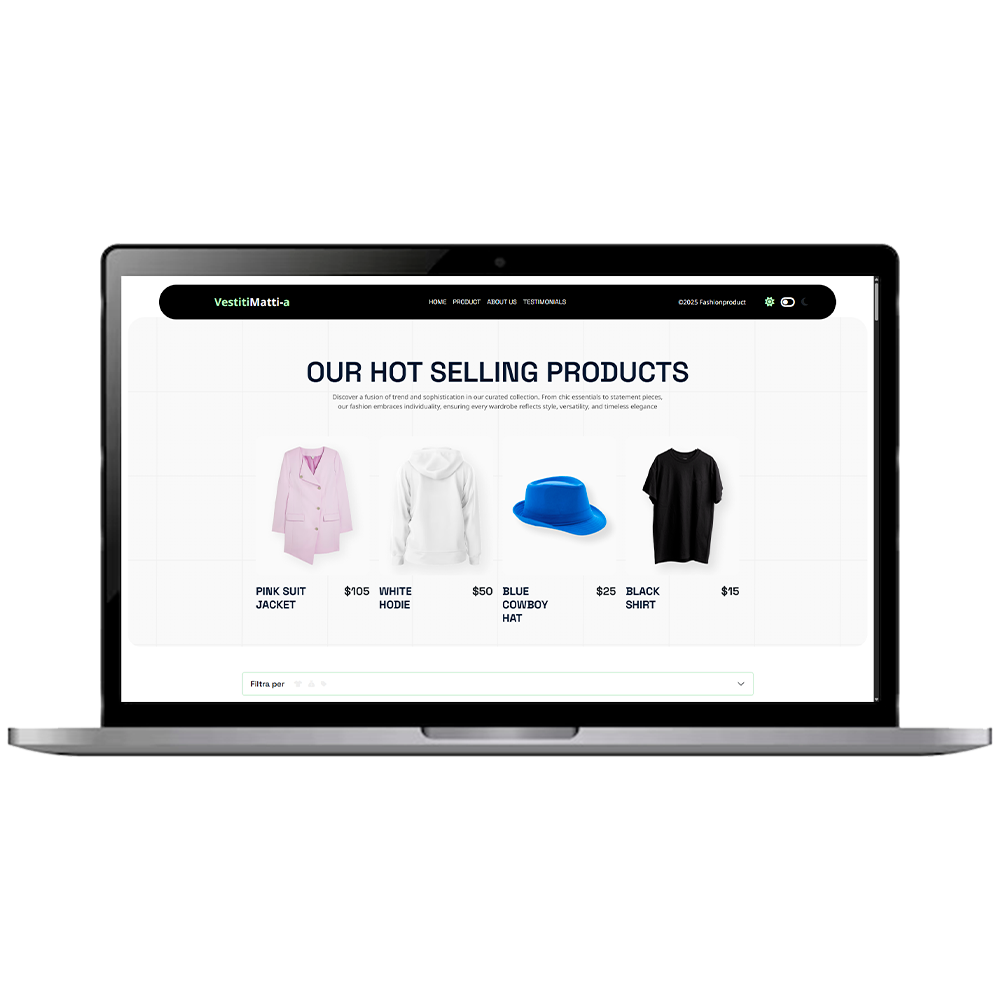 VestitiMatti-a
HOME PRODUCT ABOUT US TESTIMONIALS
©2025 Fashionproduct
OUR HOT SELLING PRODUCTS
Discover a fusion of trend and sophistication in our curated collection. From chic essentials to statement pieces,
our fashion embraces individuality, ensuring every wardrobe reflects style, versatility, and timeless elegance
PINK SUIT
JACKET
$105
WHITE
HODIE
$50
BLUE
COWBOY
HAT
$25
BLACK
SHIRT
$15
Filtra per